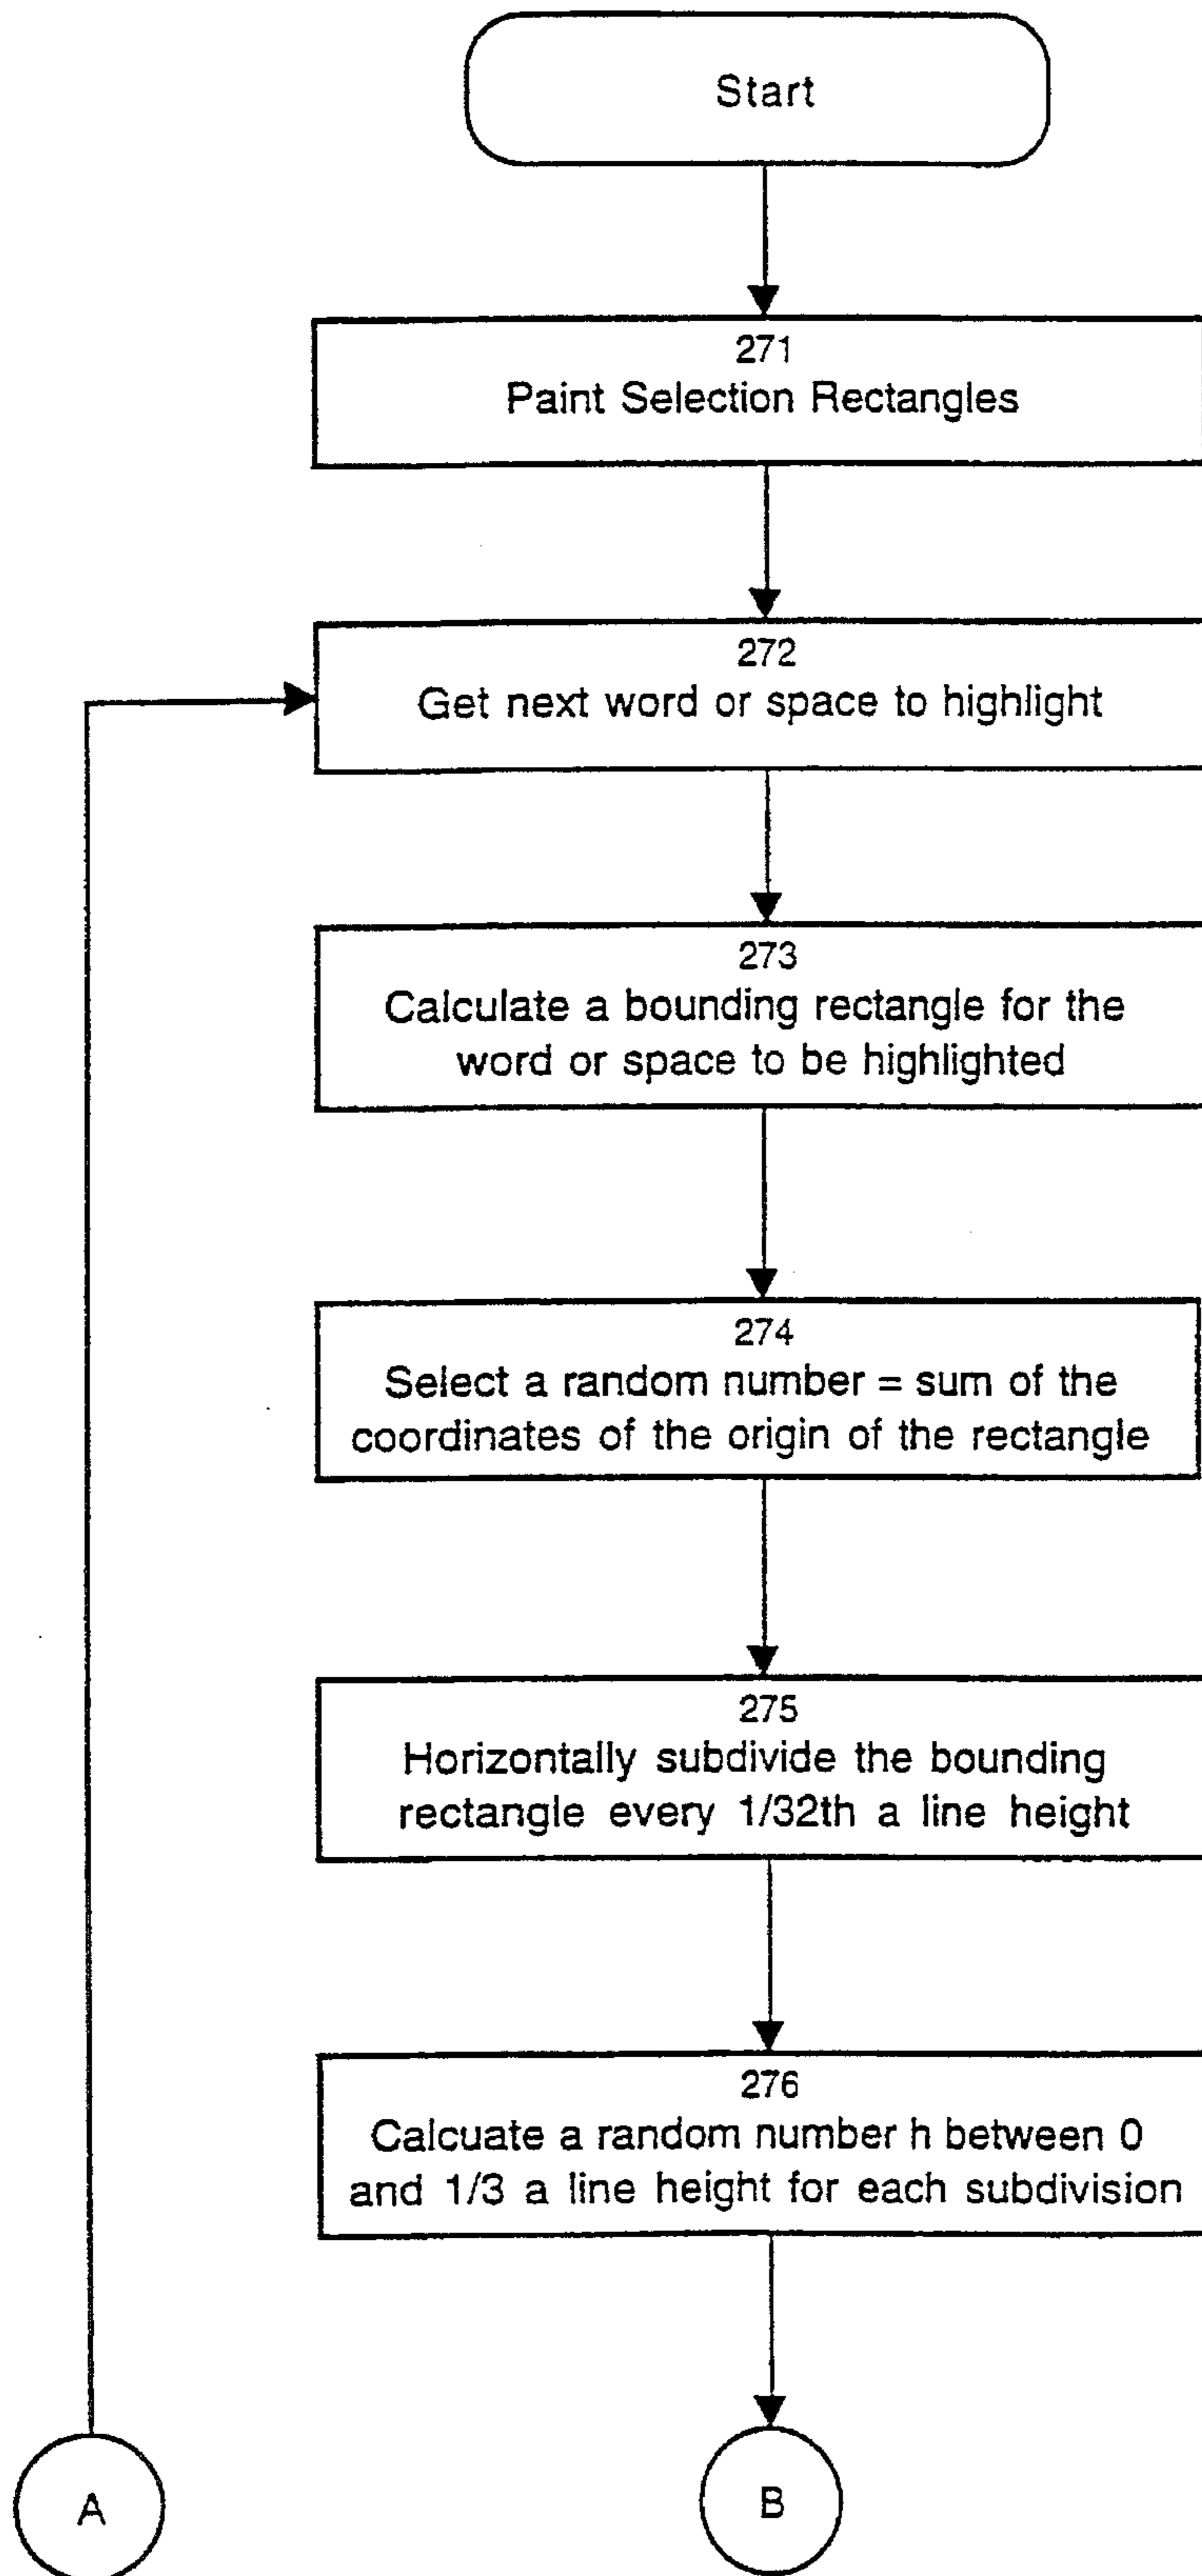 Start
271
Paint Selection Rectangles
272
Get next word or space to highlight
273
Calculate a bounding rectangle for the
word or space to be highlighted
274
Select a random number = sum of the
coordinates of the origin of the rectangle
275
Horizontally subdivide the bounding
rectangle every 1/32th a line height
276
Calcuate a random number h between 0
and 1/3 a line height for each subdivision
A
B